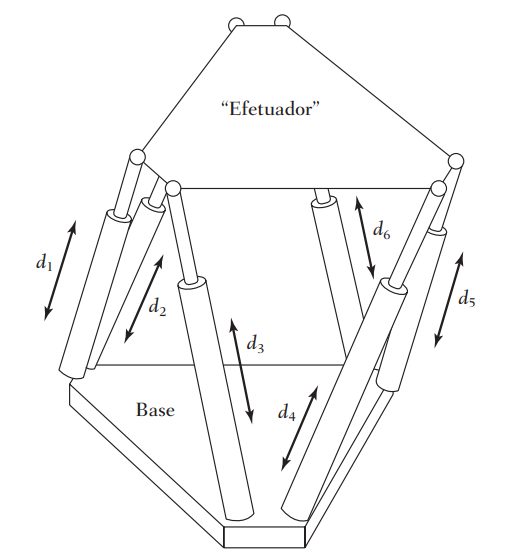 “Efetuador”
d₁
d₂
d₃
d₄
d₅
d₆
Base